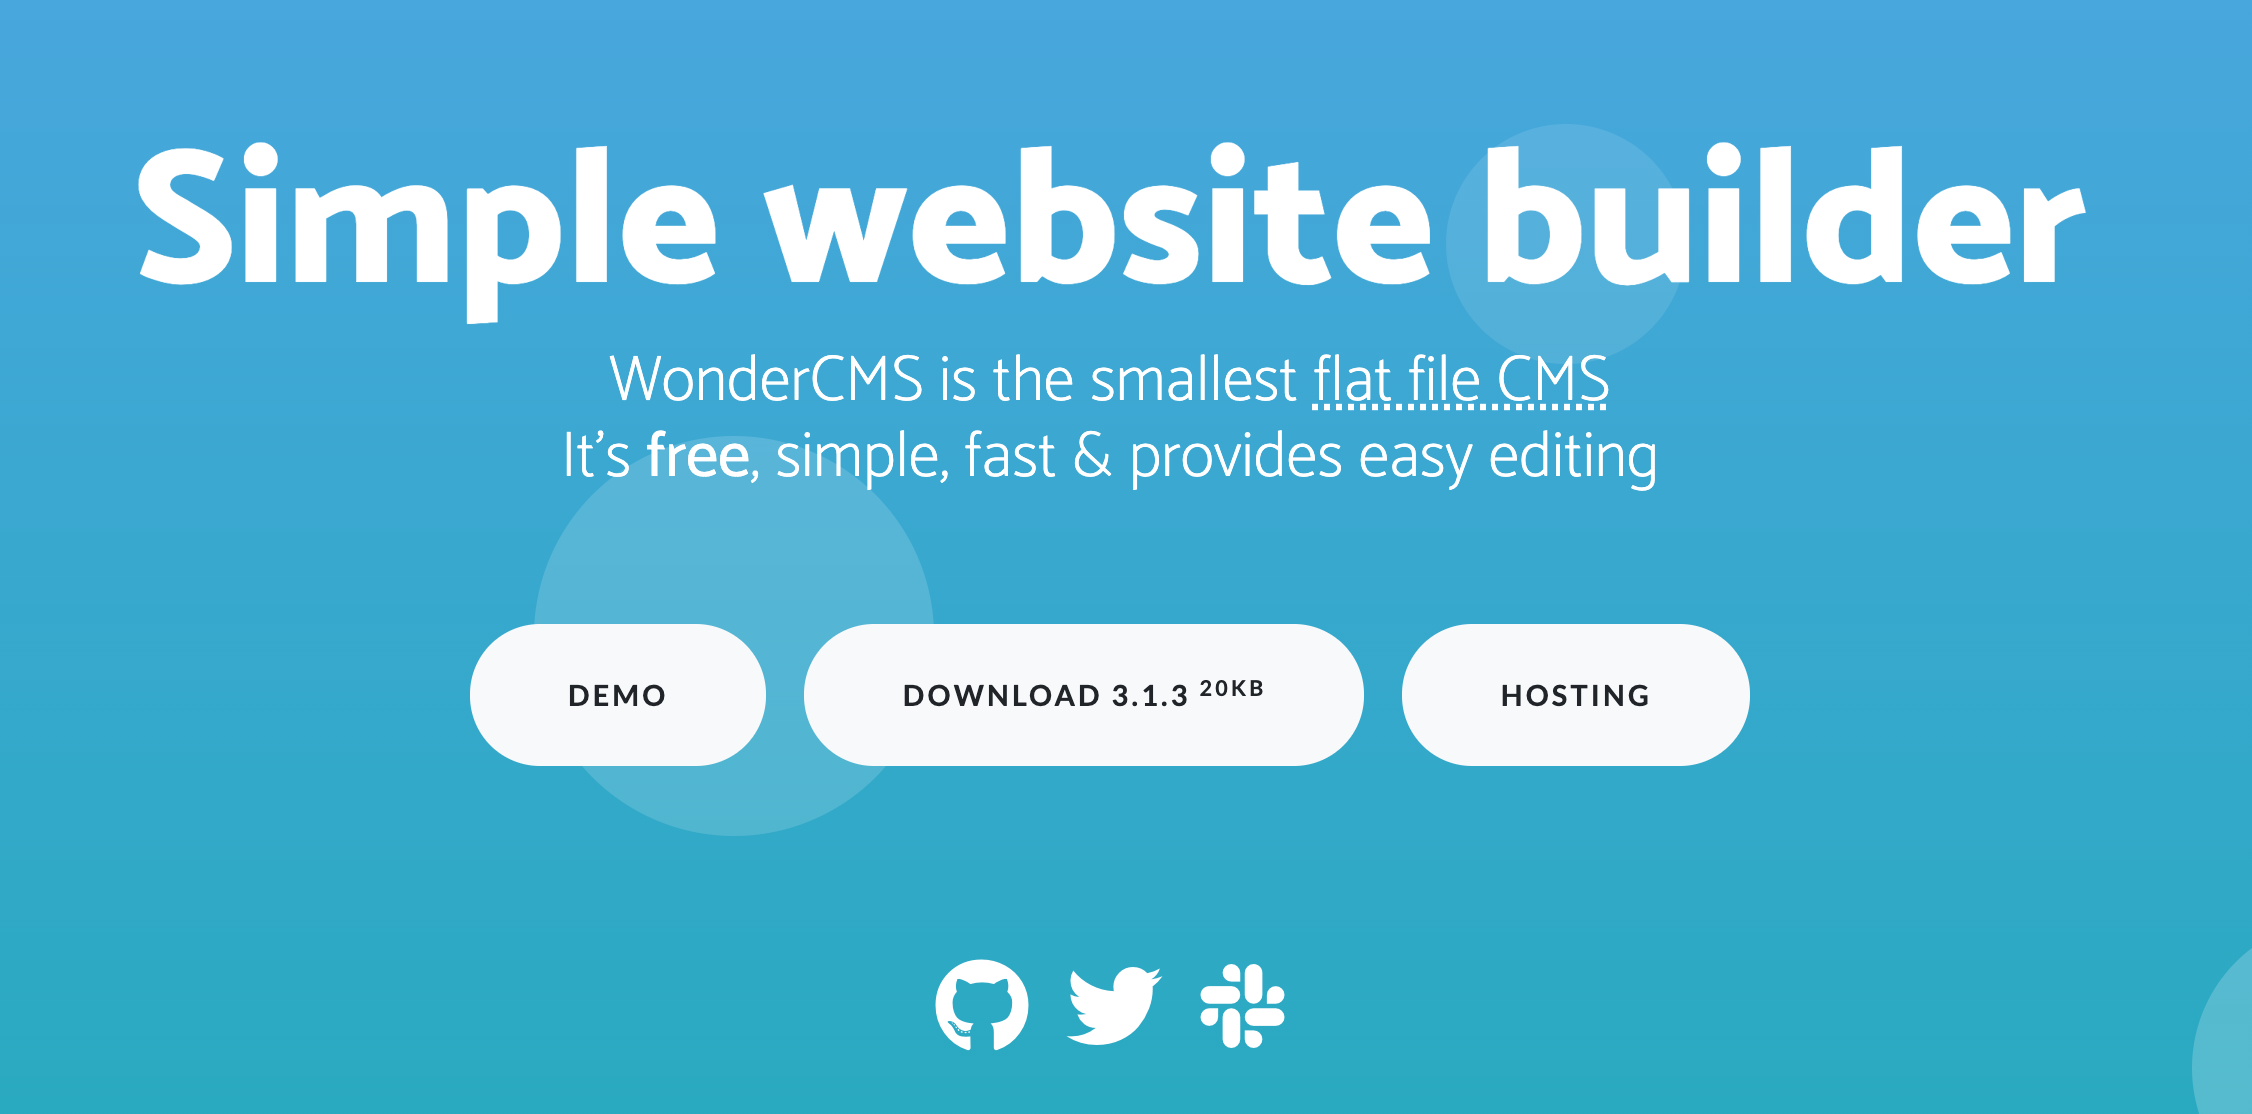 Simple website builder
WonderCMS is the smallest flat file CMS
It’s free, simple, fast & provides easy editing
DEMO
DOWNLOAD 3.1.3 20KB
HOSTING